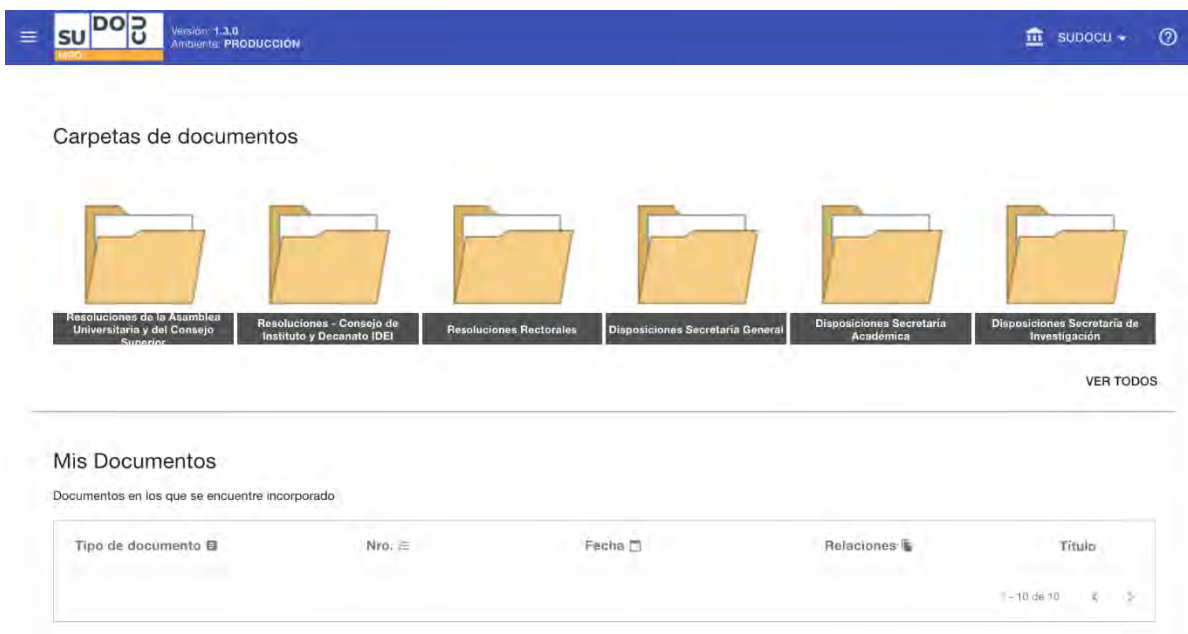 SU DO CU
MIRO
Versión: 1.3.0
Ambiente: PRODUCCIÓN
SUDOCU
Carpetas de documentos
Resoluciones de la Asamblea
Universitaria y del Consejo
Superior
Resoluciones - Consejo de
Instituto y Decanato IDEI
Resoluciones Rectorales
Disposiciones Secretaría General
Disposiciones Secretaría
Académica
Disposiciones Secretaría de
Investigación
VER TODOS
Mis Documentos
Documentos en los que se encuentre incorporado
Tipo de documento Nro. Fecha Relaciones Título
1 - 10 de 10